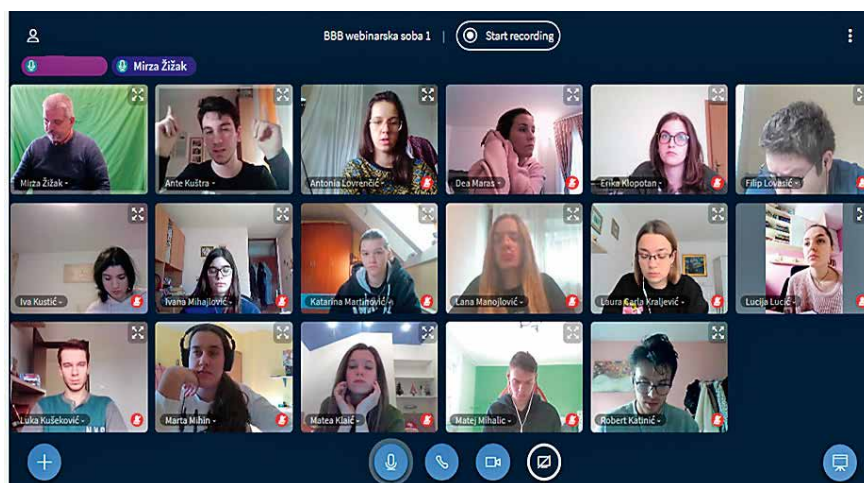 BBB webinarska soba 1 | Start recording
Mirza Žižak
Mirza Žižak -
Ante Kuštra -
Antonia Lovrenčić -
Dea Maras -
Erika Klopotan -
Filip Lovasić -
Iva Kustić -
Ivana Mihajlović -
Katarina Martinović -
Lana Manojlović -
Laura Carla Kraljević -
Lucija Lucić -
Luka Kušeković -
Marta Mihin -
Matea Klaić -
Matej Mihalic -
Robert Katinić -